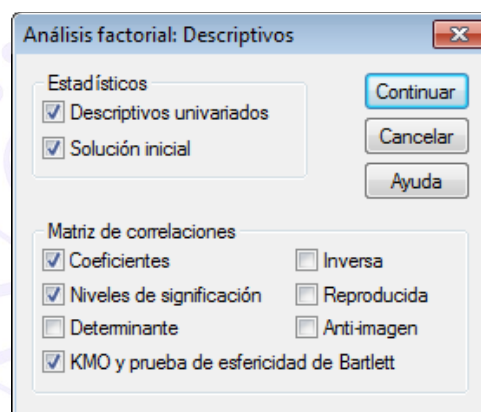 Análisis factorial: Descriptivos
Estadísticos
Descriptivos univariados
Solución inicial
Continuar
Cancelar
Ayuda
Matriz de correlaciones
Coeficientes
Inversa
Niveles de significación
Reproducida
Determinante
Anti-imagen
KMO y prueba de esfericidad de Bartlett